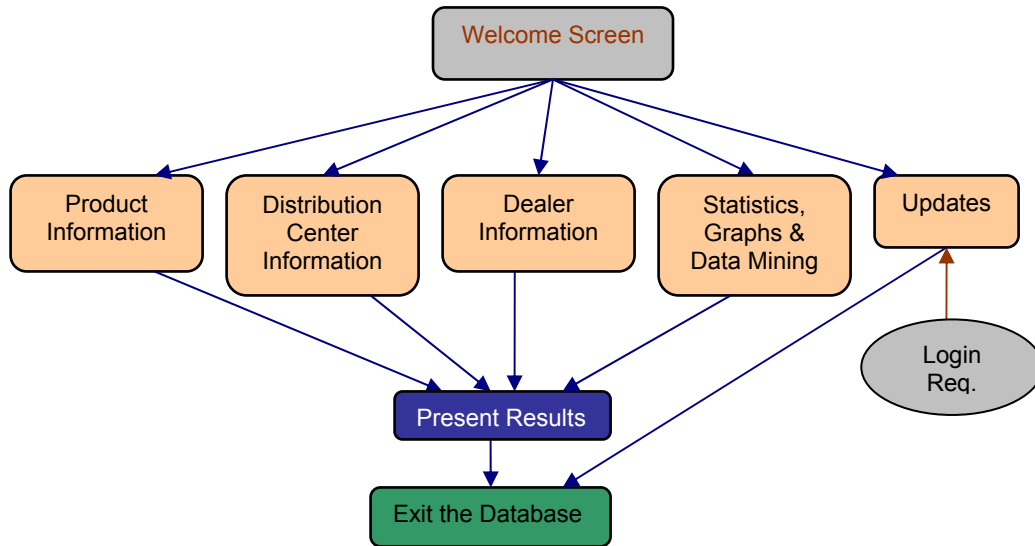 Welcome Screen
Product
Information
Distribution
Center
Information
Dealer
Information
Statistics,
Graphs &
Data Mining
Updates
Login
Req.
Present Results
Exit the Database